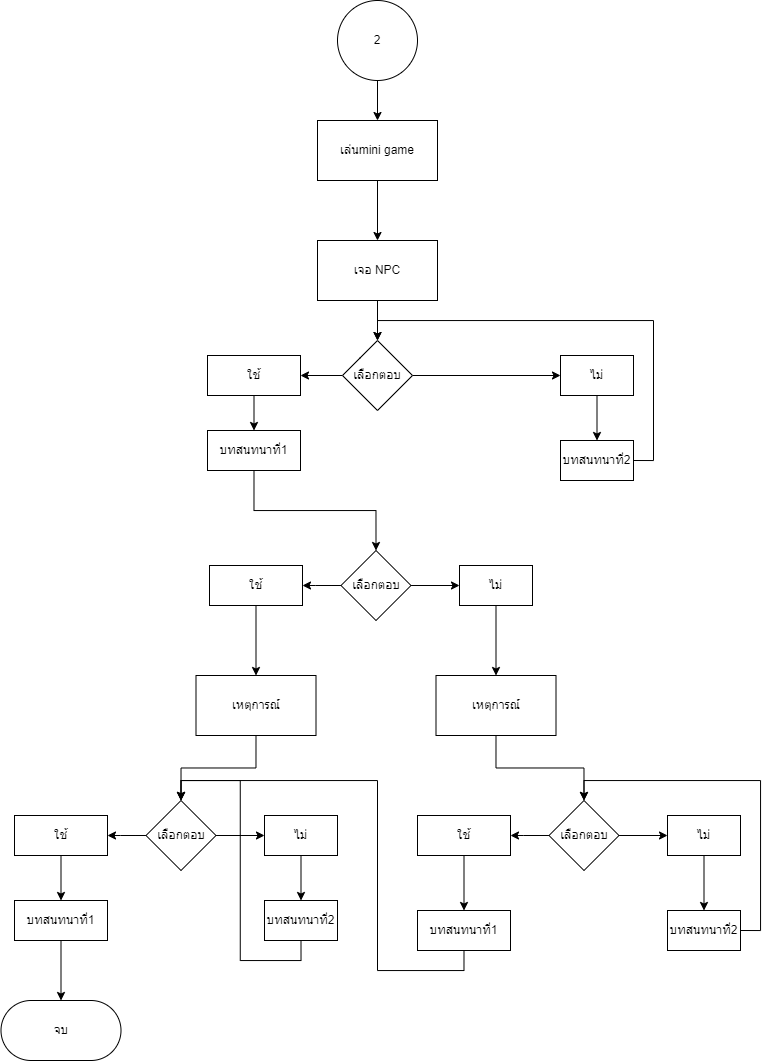 2
เล่นmini game
เจอ NPC
ใช้
เลือกตอบ
ไม่
บทสนทนาที่1
บทสนทนาที่2
ใช้
เลือกตอบ
ไม่
เหตุการณ์
เหตุการณ์
ใช้
เลือกตอบ
ไม่
ใช้
เลือกตอบ
ไม่
บทสนทนาที่1
บทสนทนาที่2
บทสนทนาที่1
บทสนทนาที่2
จบ